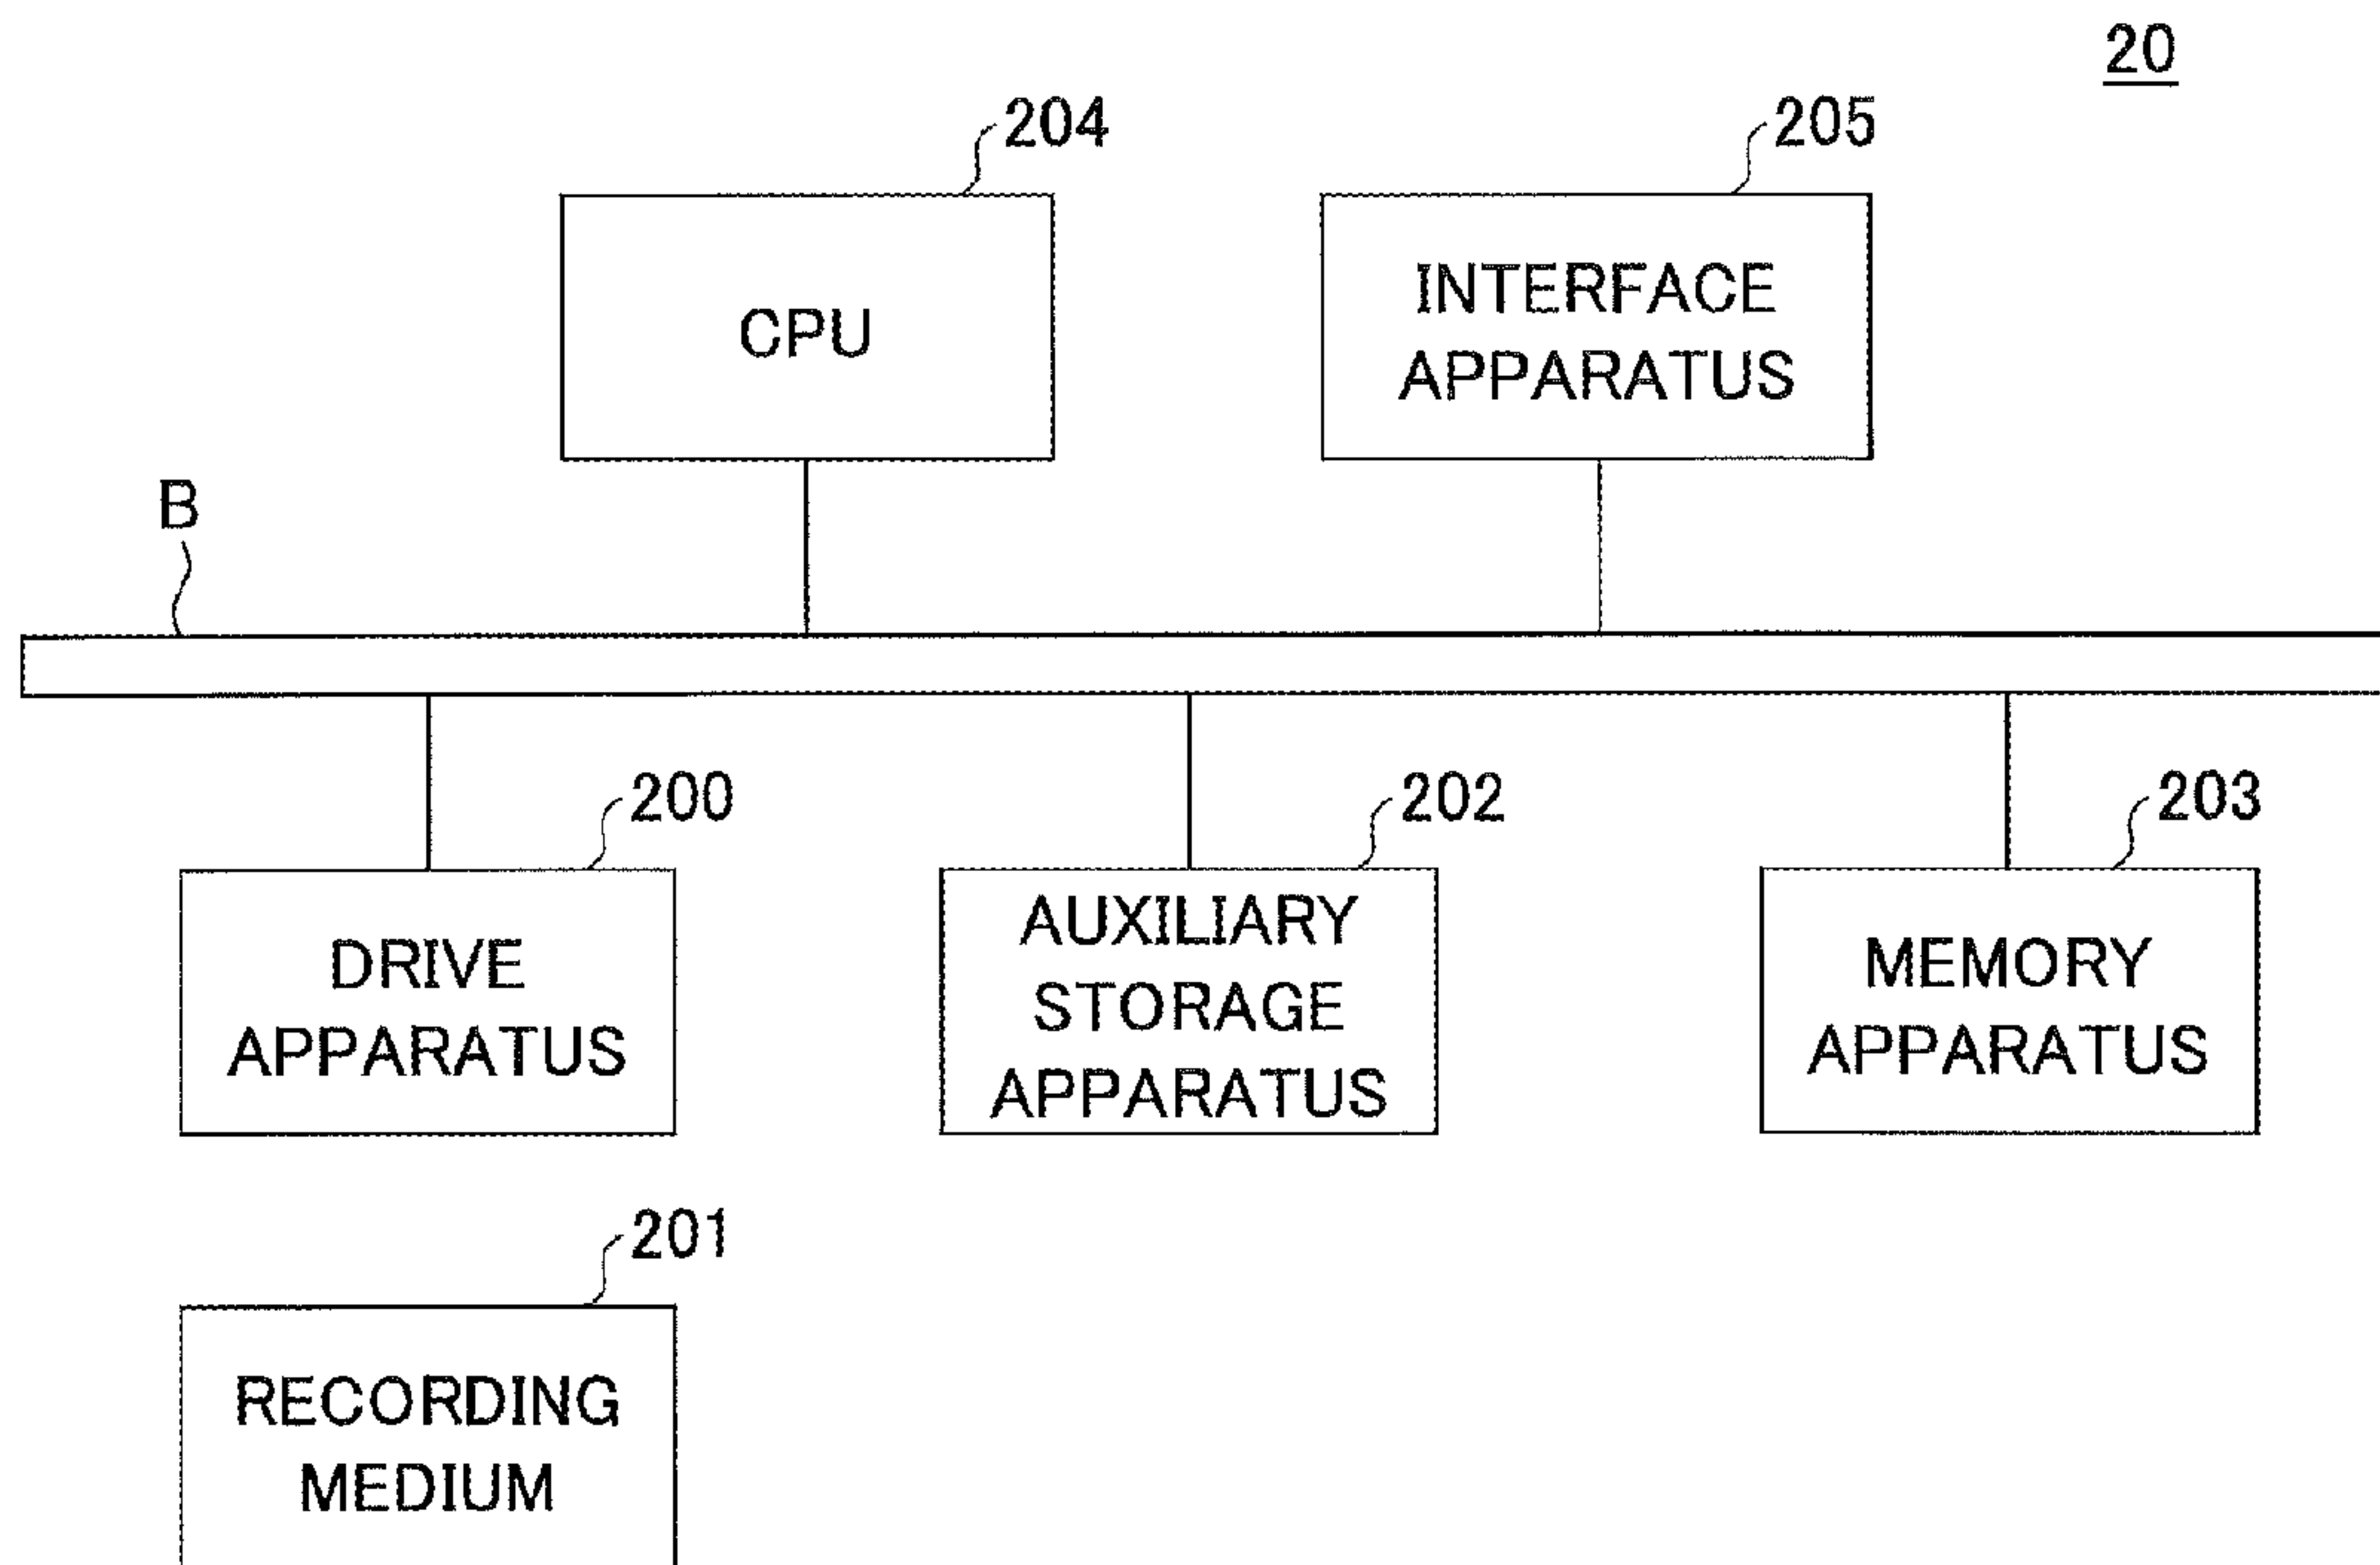 20
204
205
CPU
INTERFACE
APPARATUS
B
200
202
203
DRIVE
APPARATUS
AUXILIARY
STORAGE
APPARATUS
MEMORY
APPARATUS
201
RECORDING
MEDIUM